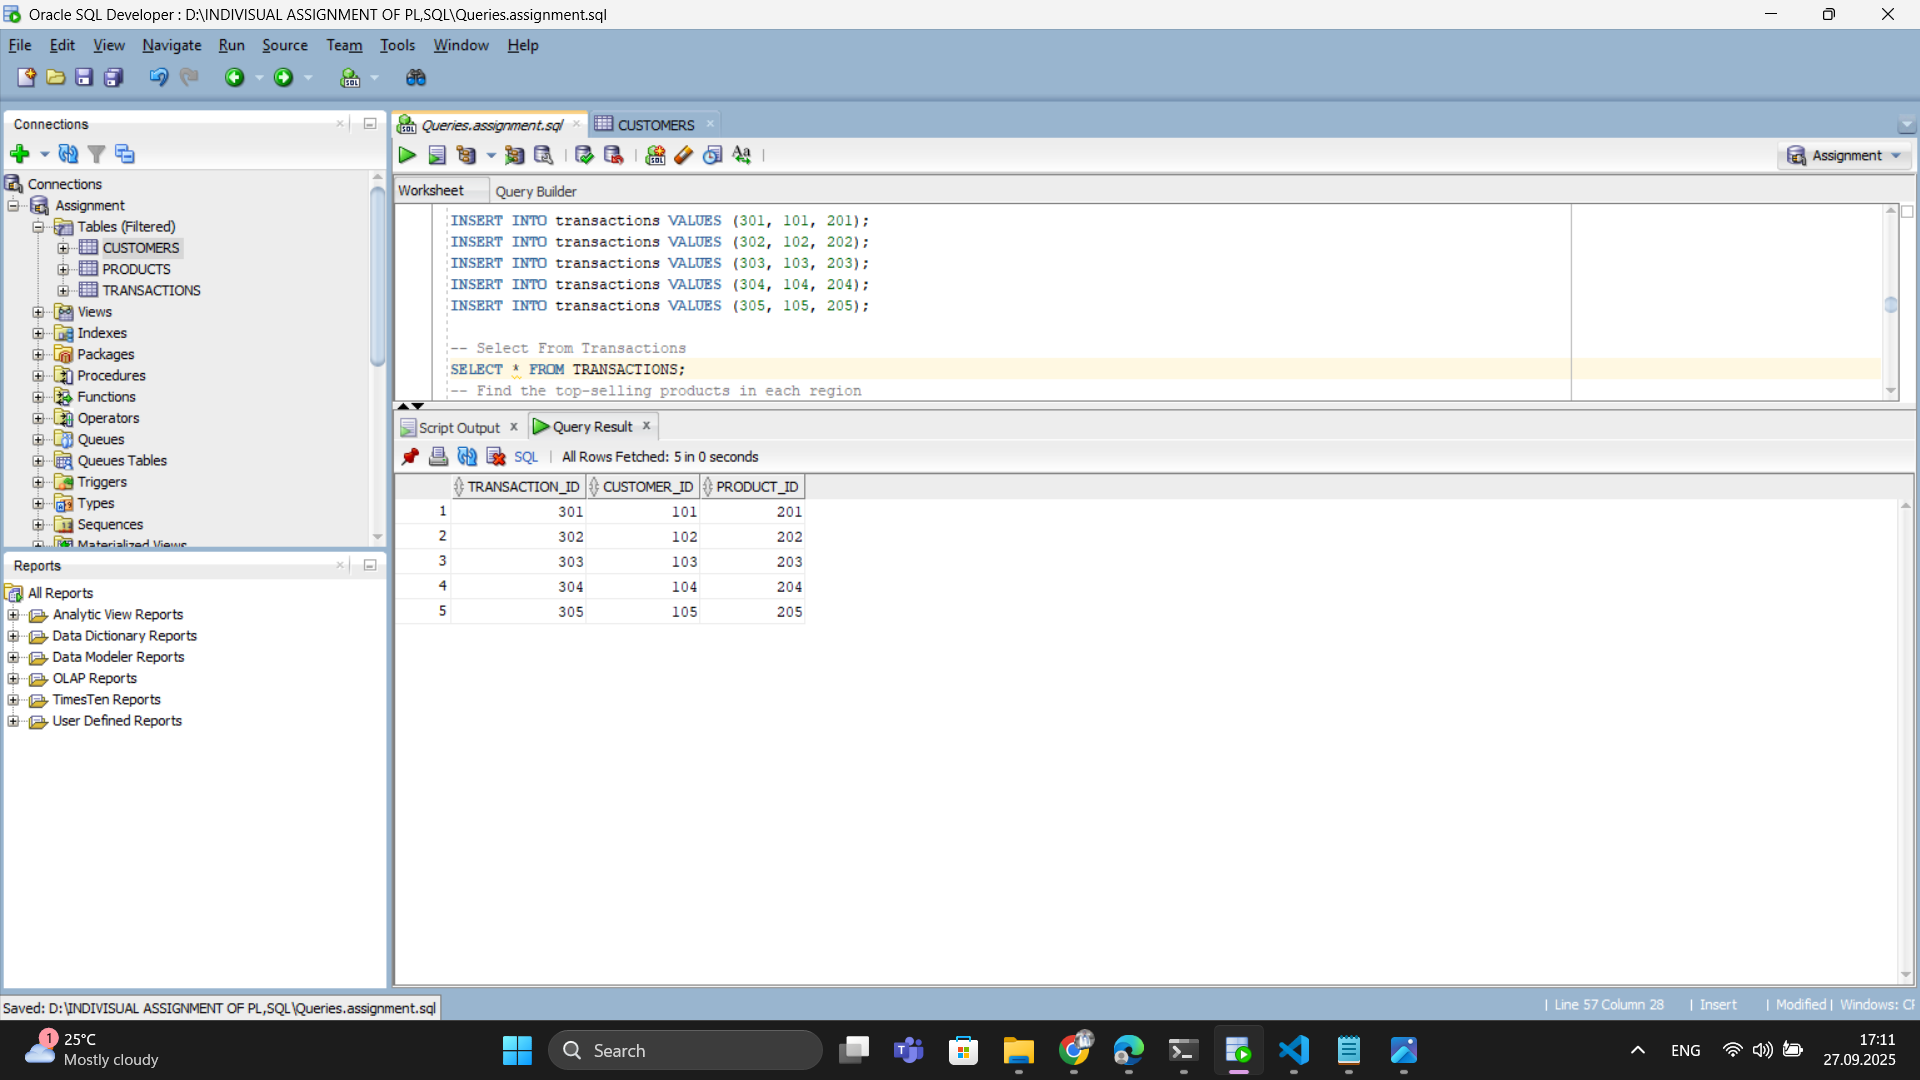 Oracle SQL Developer : D:\INDIVISUAL ASSIGNMENT OF PL,SQL\Queries.assignment.sql
File Edit View Navigate Run Source Team Tools Window Help
Connections
Connections
Assignment
Tables (Filtered)
CUSTOMERS
PRODUCTS
TRANSACTIONS
Views
Indexes
Packages
Procedures
Functions
Operators
Queues
Queues Tables
Triggers
Types
Sequences
Materialized Views
Reports
All Reports
Analytic View Reports
Data Dictionary Reports
Data Modeler Reports
OLAP Reports
TimesTen Reports
User Defined Reports
Queries.assignment.sql CUSTOMERS
Assignment
Worksheet Query Builder
INSERT INTO transactions VALUES (301, 101, 201);
INSERT INTO transactions VALUES (302, 102, 202);
INSERT INTO transactions VALUES (303, 103, 203);
INSERT INTO transactions VALUES (304, 104, 204);
INSERT INTO transactions VALUES (305, 105, 205);
-- Select From Transactions
SELECT * FROM TRANSACTIONS;
-- Find the top-selling products in each region
Script Output Query Result
SQL All Rows Fetched: 5 in 0 seconds
TRANSACTION_ID CUSTOMER_ID PRODUCT_ID
1 301 101 201
2 302 102 202
3 303 103 203
4 304 104 204
5 305 105 205
Saved: D:\INDIVISUAL ASSIGNMENT OF PL,SQL\Queries.assignment.sql
Line 57 Column 28 Insert Modified Windows:
1 25°C
Mostly cloudy
Search
ENG
17:11
27.09.2025